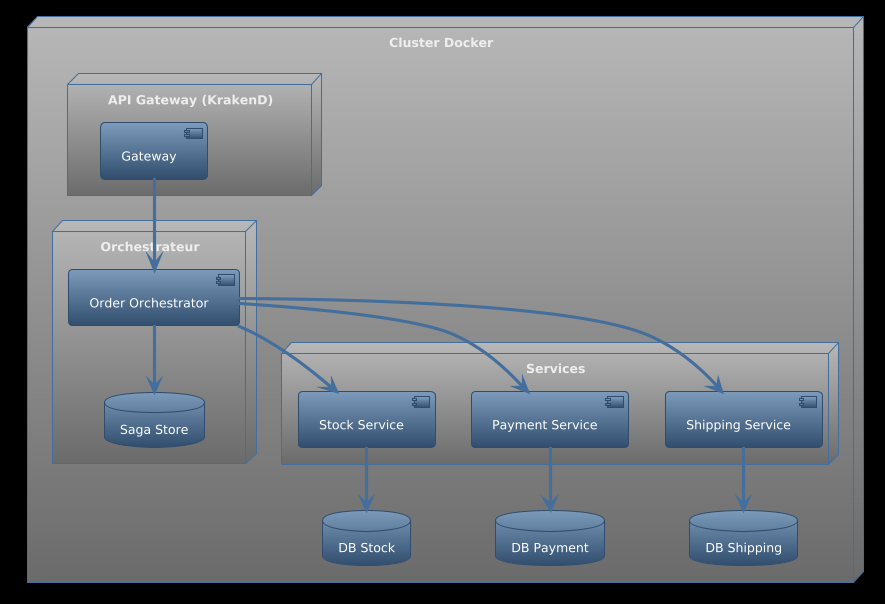 Cluster Docker
API Gateway (KrakenD)
Gateway
Orchestrateur
Order Orchestrator
Saga Store
Services
Stock Service
Payment Service
Shipping Service
DB Stock
DB Payment
DB Shipping